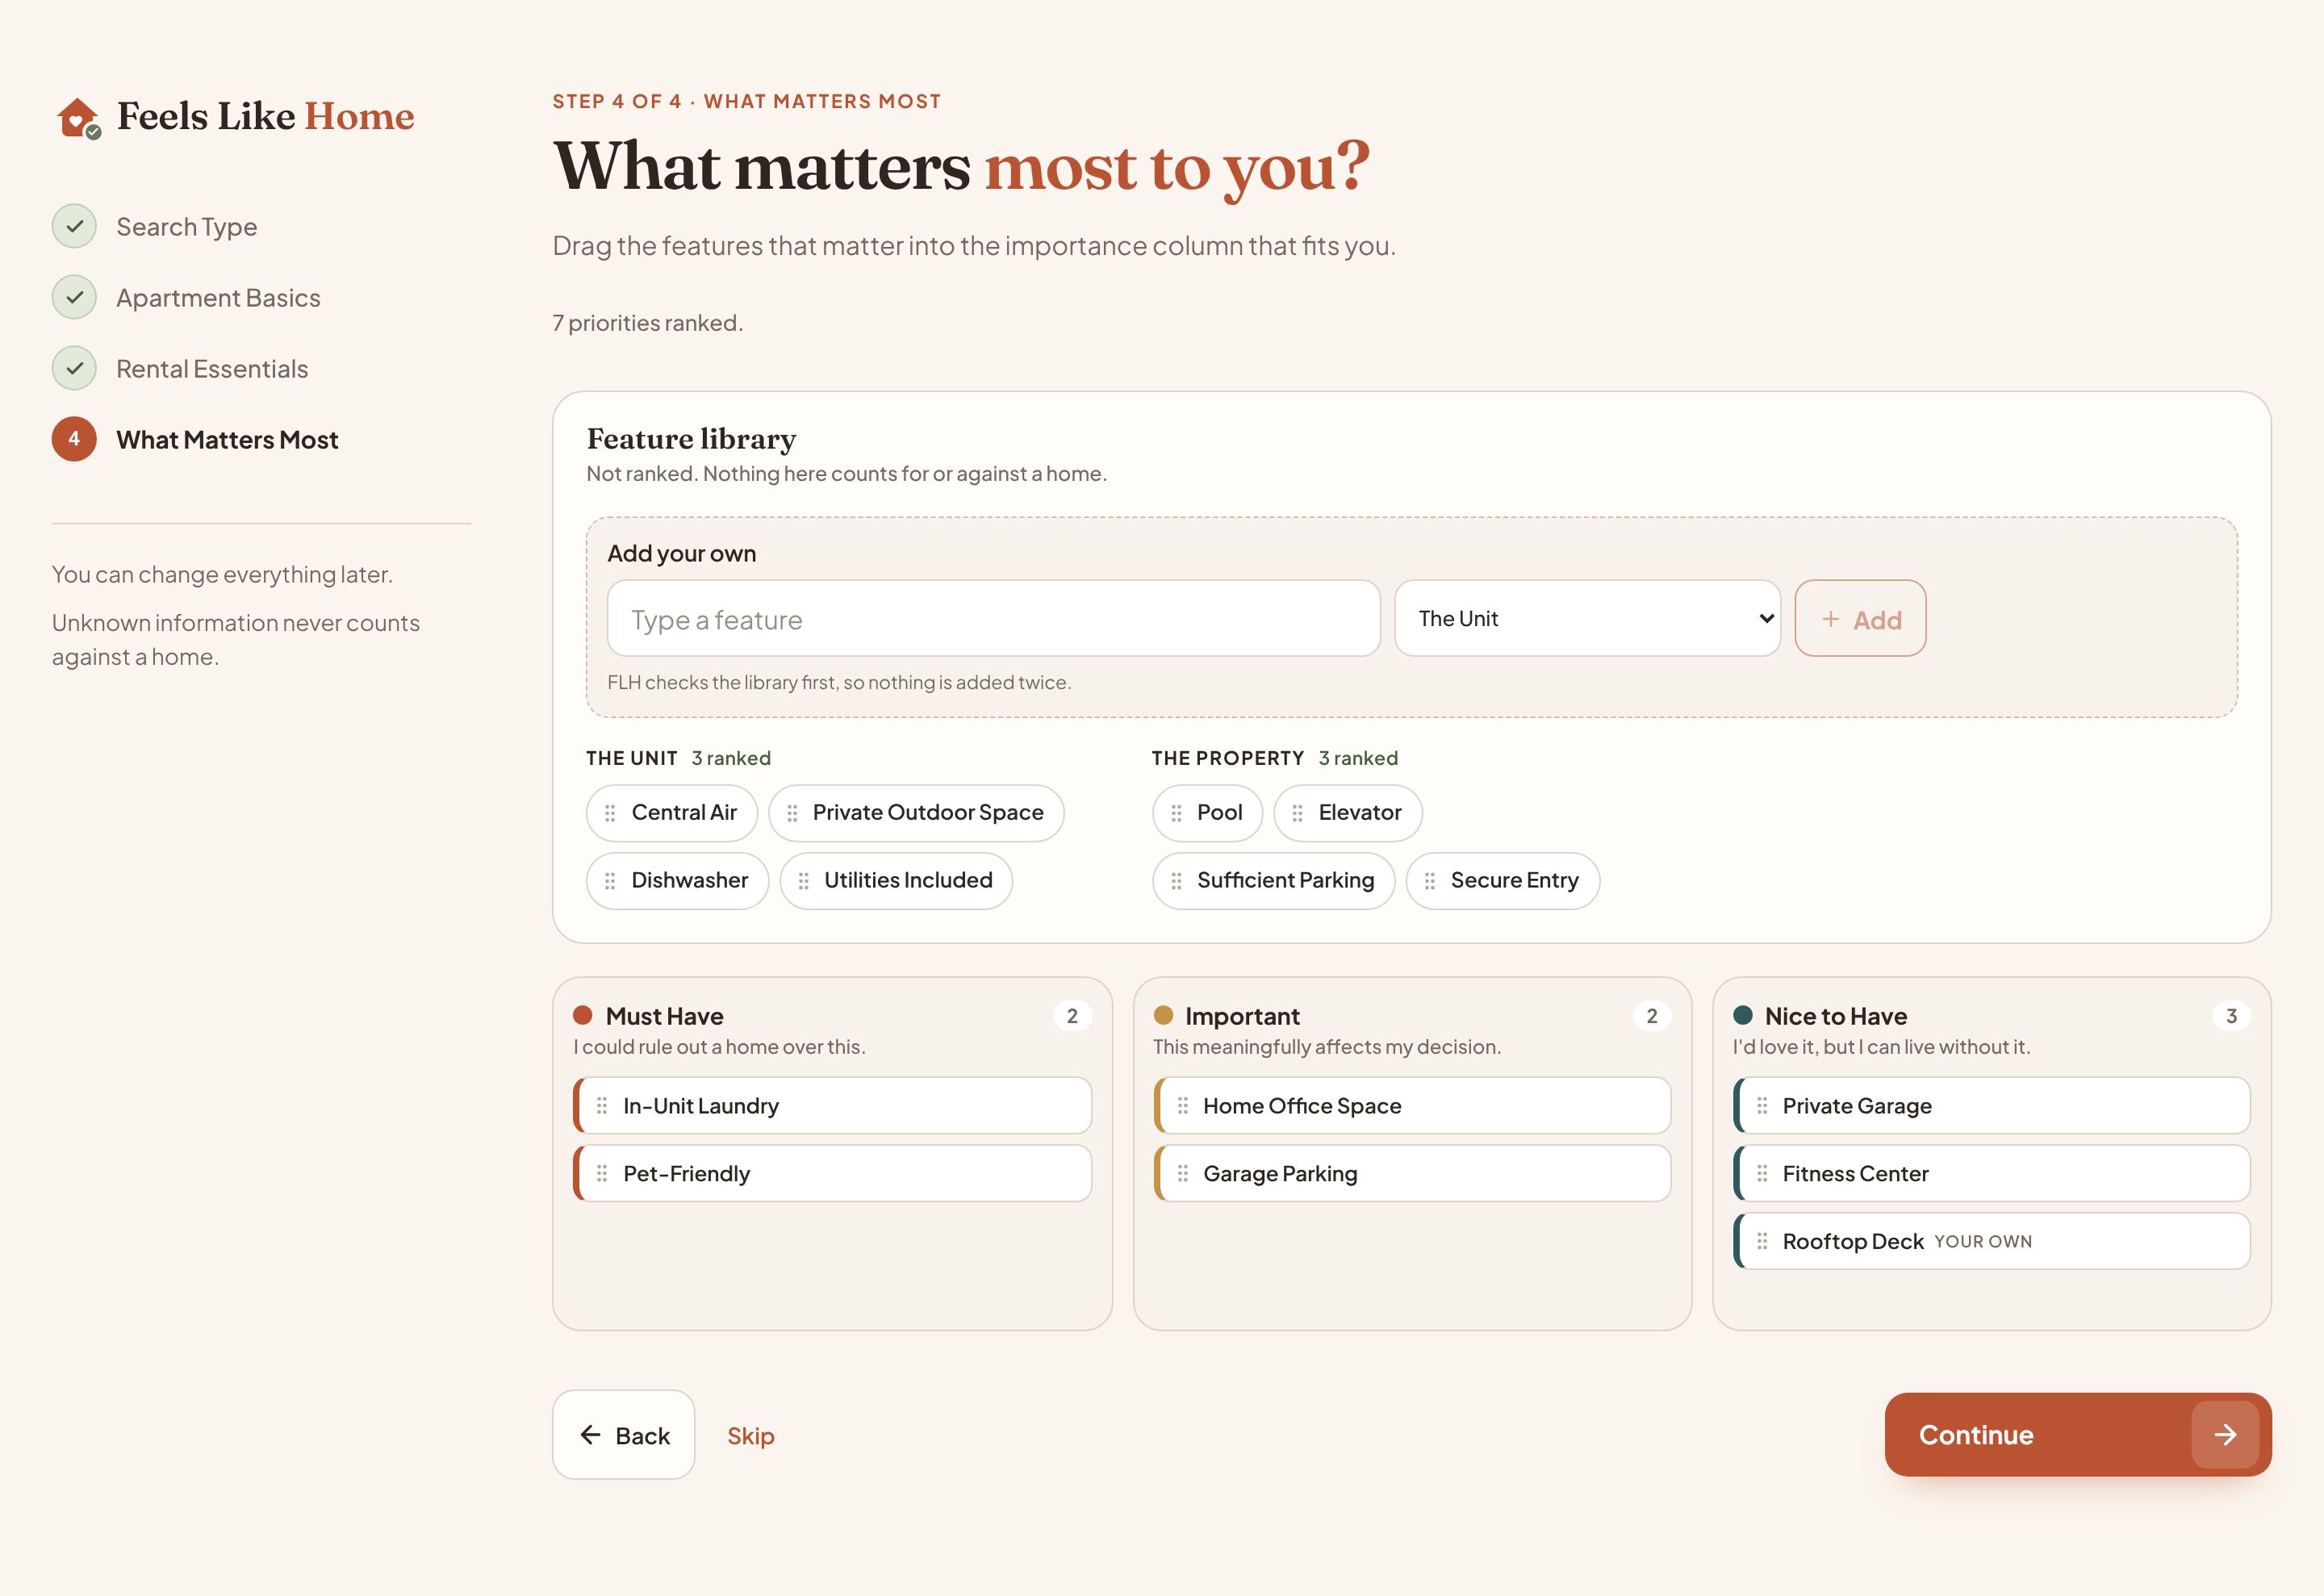 Feels Like Home
Search Type
Apartment Basics
Rental Essentials
4 What Matters Most
You can change everything later.
Unknown information never counts
against a home.
STEP 4 OF 4 · WHAT MATTERS MOST
What matters most to you?
Drag the features that matter into the importance column that fits you.
7 priorities ranked.
Feature library
Not ranked. Nothing here counts for or against a home.
Add your own
Type a feature
The Unit
+ Add
FLH checks the library first, so nothing is added twice.
THE UNIT 3 ranked
Central Air
Private Outdoor Space
Dishwasher
Utilities Included
THE PROPERTY 3 ranked
Pool
Elevator
Sufficient Parking
Secure Entry
Must Have 2
I could rule out a home over this.
In-Unit Laundry
Pet-Friendly
Important 2
This meaningfully affects my decision.
Home Office Space
Garage Parking
Nice to Have 3
I'd love it, but I can live without it.
Private Garage
Fitness Center
Rooftop Deck YOUR OWN
Back
Skip
Continue